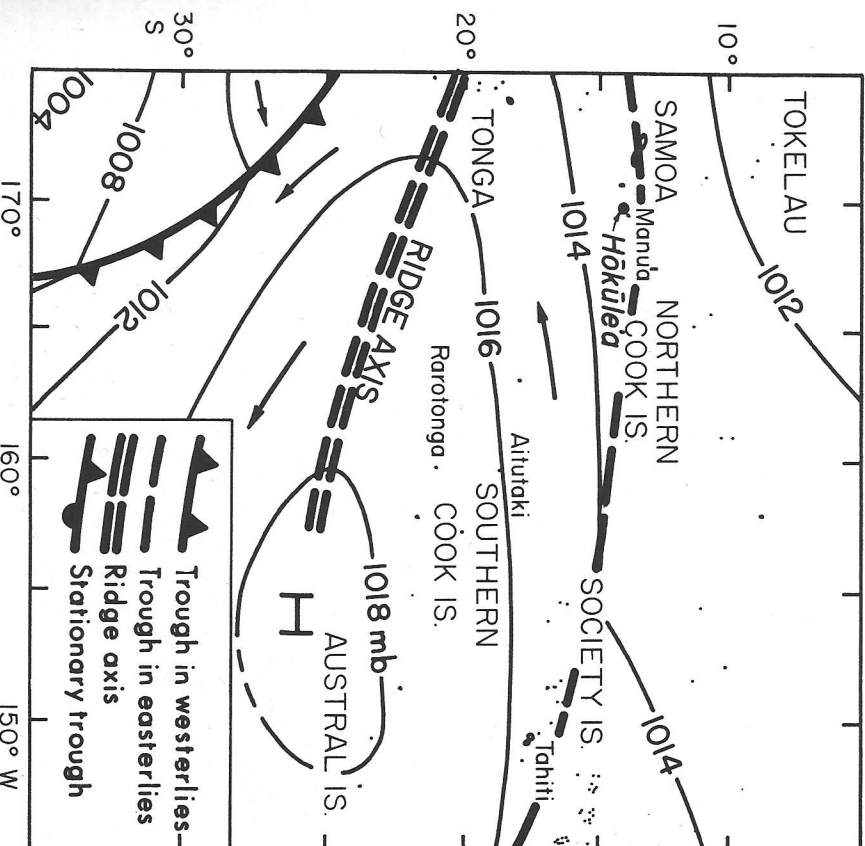 TOKELAU
10°
1012
SAMOA
Manu'a
Hōkūle'a
NORTHERN
COOK IS.
1014
SOCIETY IS.
1014
Tahiti
20°
TONGA
1016
Aitutaki
Rarotonga
SOUTHERN
COOK IS.
RIDGE AXIS
1018 mb
H
AUSTRAL IS.
30°
S
1004
1008
1012
Trough in westerlies
Trough in easterlies
Ridge axis
Stationary trough
170°
160°
150° W